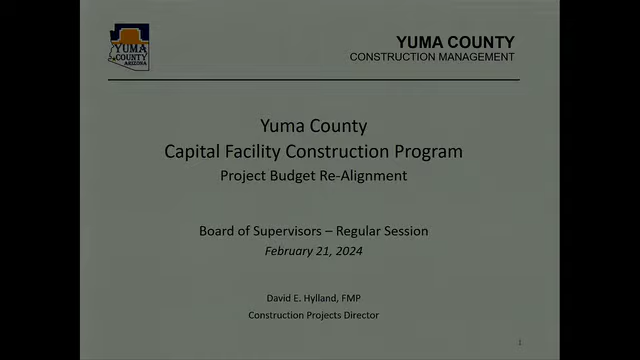 YUMA
COUNTY
ARIZONA
YUMA COUNTY
CONSTRUCTION MANAGEMENT
Yuma County
Capital Facility Construction Program
Project Budget Re-Alignment
Board of Supervisors – Regular Session
February 21, 2024
David E. Hylland, FMP
Construction Projects Director
1